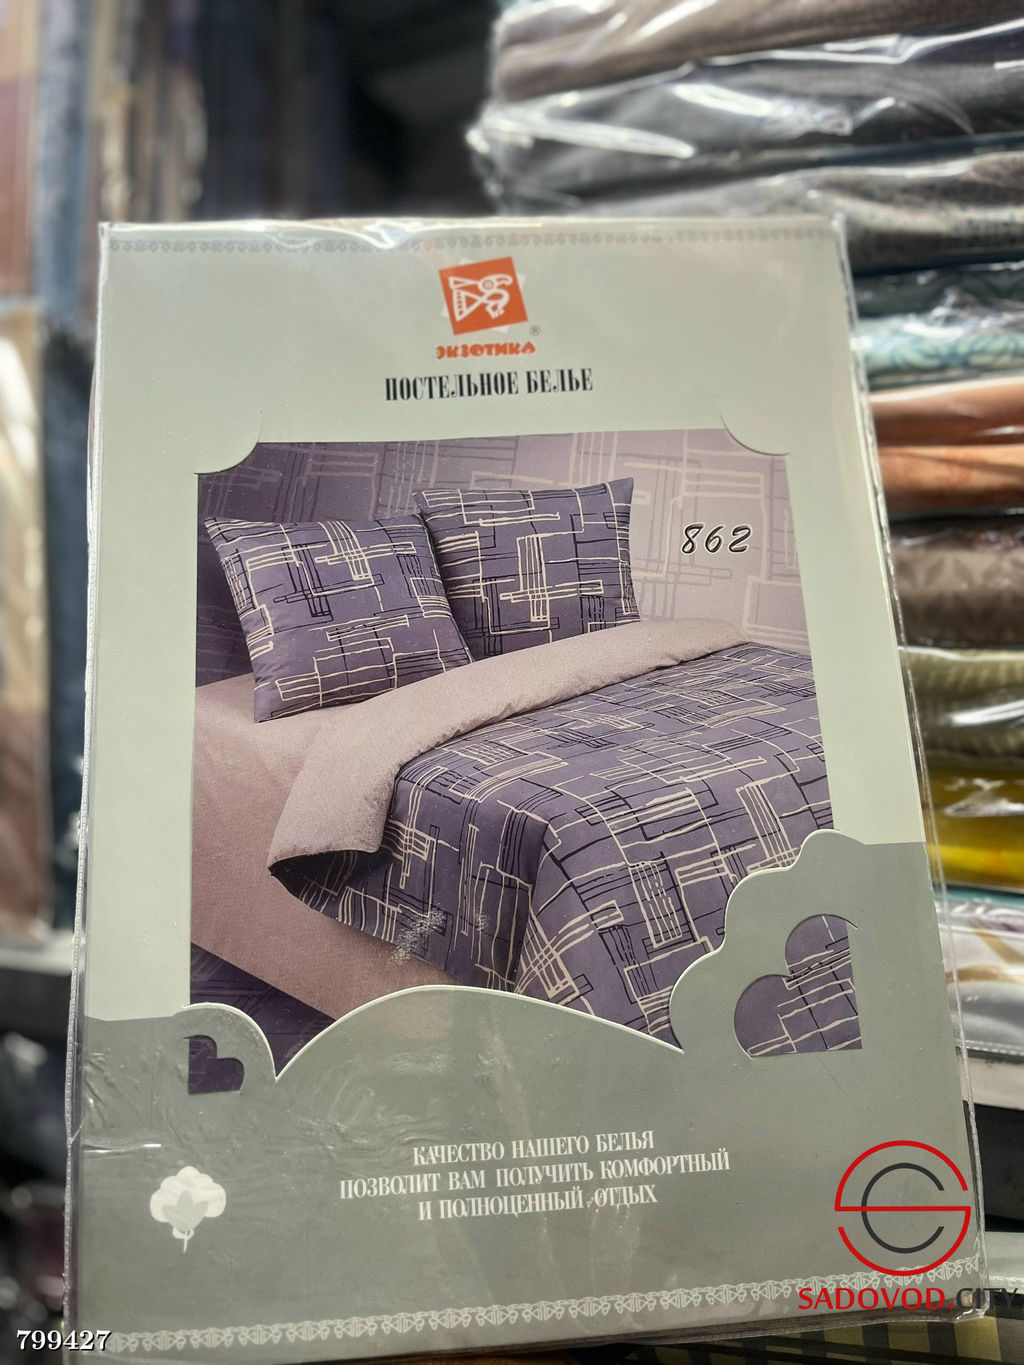 ®
ЭКЗОТИКА
ПОСТЕЛЬНОЕ БЕЛЬЕ
862
КАЧЕСТВО НАШЕГО БЕЛЬЯ
ПОЗВОЛИТ ВАМ ПОЛУЧИТЬ КОМФОРТНЫЙ
И ПОЛНОЦЕННЫЙ ОТДЫХ
SADOVOD.CITY
799427